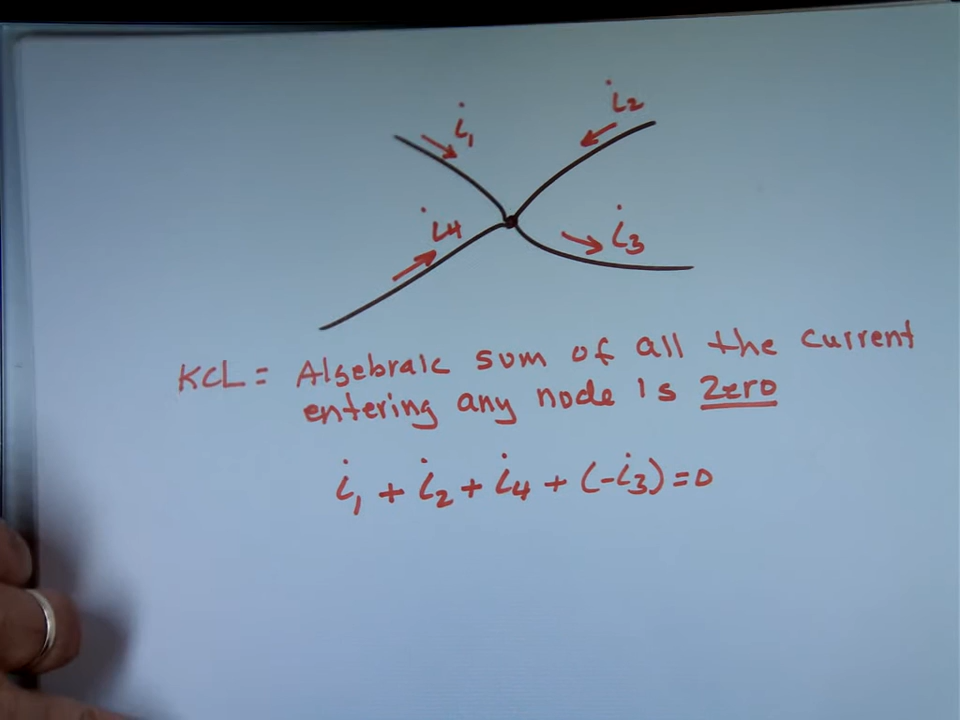 i₁
i₂
i₄
i₃
KCL = Algebraic sum of all the current
entering any node is Zero
i₁ + i₂ + i₄ + (-i₃) = 0